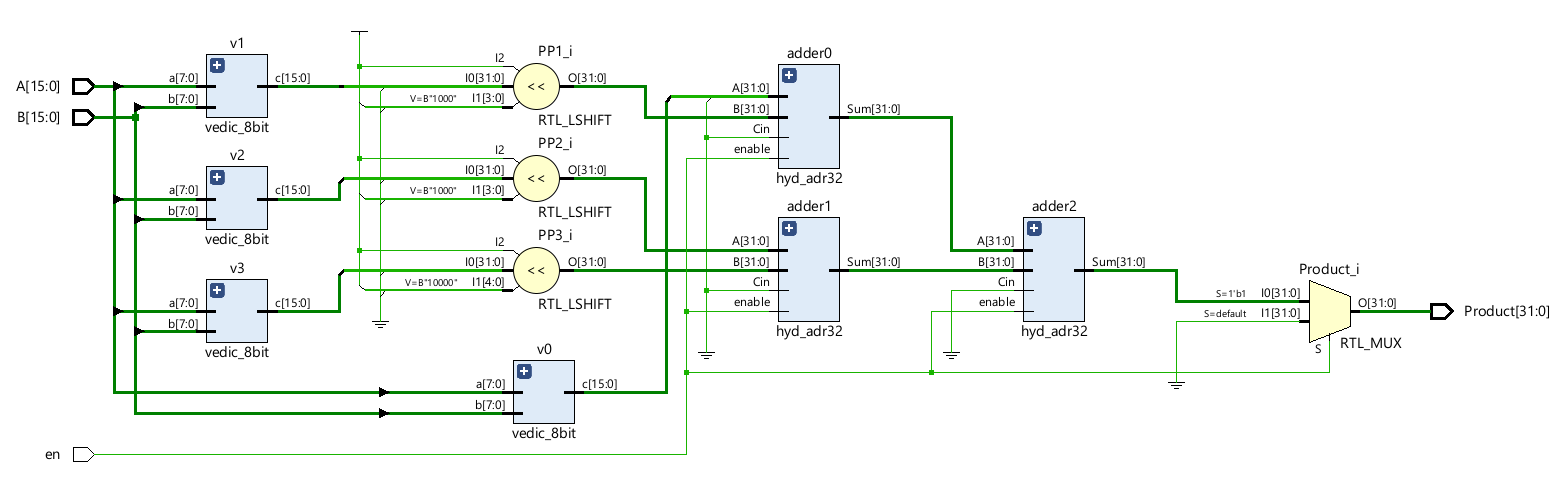 A[15:0]
B[15:0]
en
v1
a[7:0]
b[7:0]
c[15:0]
vedic_8bit
v2
a[7:0]
b[7:0]
c[15:0]
vedic_8bit
v3
a[7:0]
b[7:0]
c[15:0]
vedic_8bit
PP1_i
I2
I0[31:0]
V=B"1000" I1[3:0]
<<
O[31:0]
RTL_LSHIFT
PP2_i
I2
I0[31:0]
V=B"1000" I1[3:0]
<<
O[31:0]
RTL_LSHIFT
PP3_i
I2
I0[31:0]
V=B"10000" I1[4:0]
<<
O[31:0]
RTL_LSHIFT
v0
a[7:0]
b[7:0]
c[15:0]
vedic_8bit
adder0
A[31:0]
B[31:0]
Cin
enable
Sum[31:0]
hyd_adr32
adder1
A[31:0]
B[31:0]
Cin
enable
Sum[31:0]
hyd_adr32
adder2
A[31:0]
B[31:0]
Cin
enable
Sum[31:0]
hyd_adr32
Product_i
S=1'b1 I0[31:0]
S=default I1[31:0]
S
O[31:0]
RTL_MUX
Product[31:0]